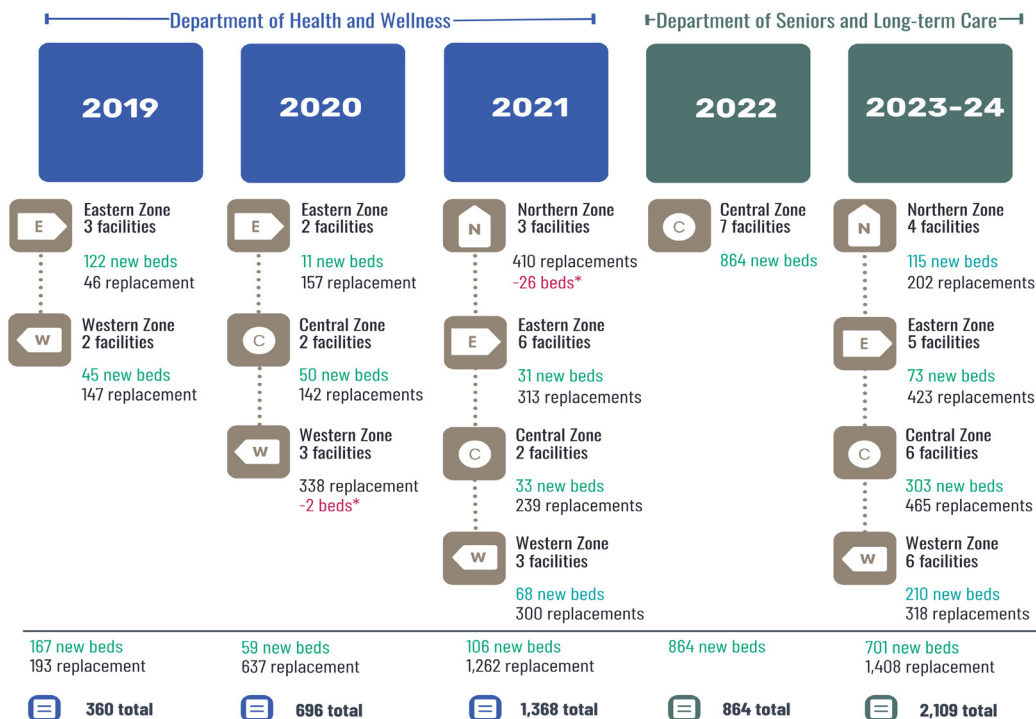 Department of Health and Wellness
Department of Seniors and Long-term Care
2019
2020
2021
2022
2023-24
E
Eastern Zone
3 facilities
122 new beds
46 replacement
W
Western Zone
2 facilities
45 new beds
147 replacement
E
Eastern Zone
2 facilities
11 new beds
157 replacement
C
Central Zone
2 facilities
50 new beds
142 replacements
W
Western Zone
3 facilities
338 replacement
-2 beds*
N
Northern Zone
3 facilities
410 replacements
-26 beds*
E
Eastern Zone
6 facilities
31 new beds
313 replacements
C
Central Zone
2 facilities
33 new beds
239 replacements
W
Western Zone
3 facilities
68 new beds
300 replacements
C
Central Zone
7 facilities
864 new beds
N
Northern Zone
4 facilities
115 new beds
202 replacements
E
Eastern Zone
5 facilities
73 new beds
423 replacements
C
Central Zone
6 facilities
303 new beds
465 replacements
W
Western Zone
6 facilities
210 new beds
318 replacements
167 new beds
193 replacement
360 total
59 new beds
637 replacement
696 total
106 new beds
1,262 replacement
1,368 total
864 new beds
864 total
701 new beds
1,408 replacement
2,109 total